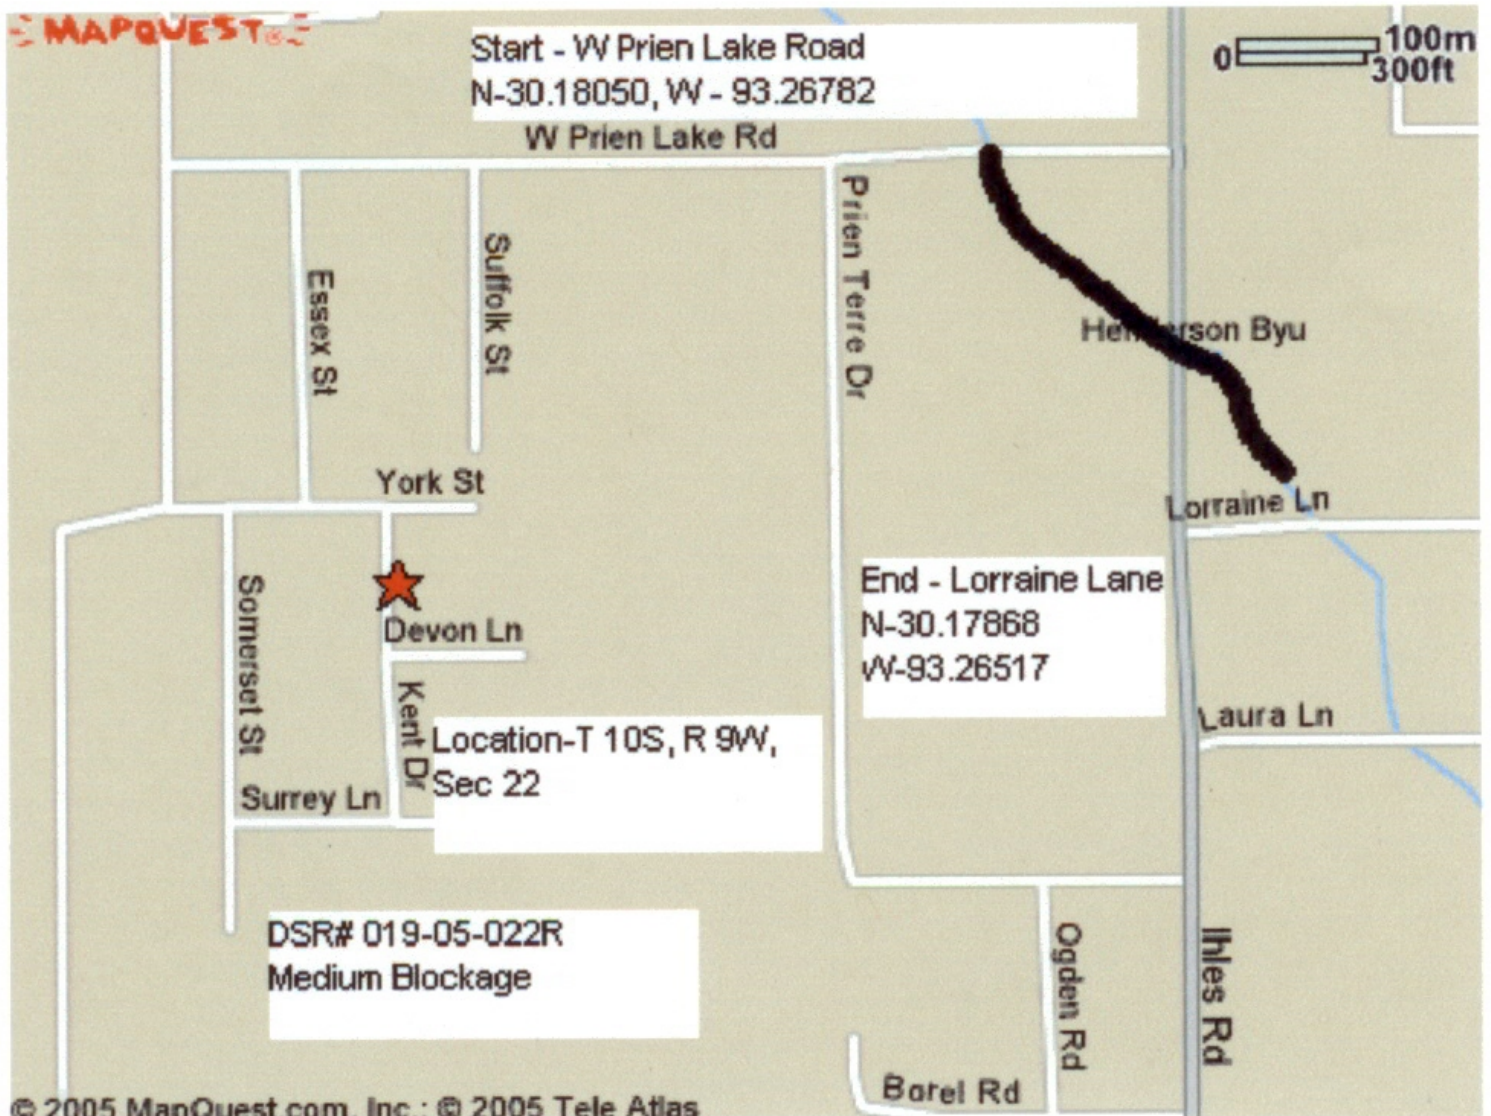 MAPQUEST
Start - W Prien Lake Road
N-30.18050, W - 93.26782
0
100m
300ft
W Prien Lake Rd
Prien Terre Dr
Suffolk St
Essex St
Henderson Byu
York St
Lorraine Ln
End - Lorraine Lane
N-30.17868
W-93.26517
Somerset St
Devon Ln
Kent Dr
Location-T 10S, R 9W,
Sec 22
Laura Ln
Surrey Ln
DSR# 019-05-022R
Medium Blockage
Ogden Rd
Ihles Rd
Borel Rd
© 2005 MapQuest.com, Inc.; © 2005 Tele Atlas